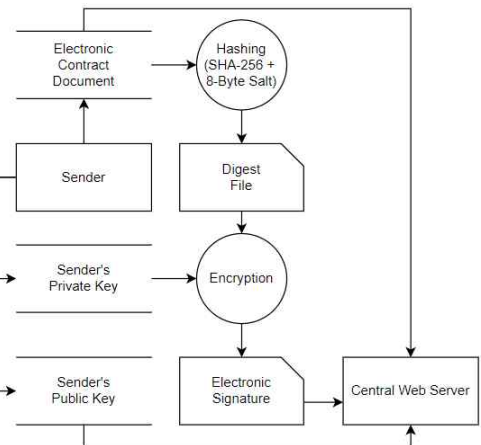 Electronic
Contract
Document
Hashing
(SHA-256 +
8-Byte Salt)
Sender
Digest
File
Sender's
Private Key
Encryption
Sender's
Public Key
Electronic
Signature
Central Web Server